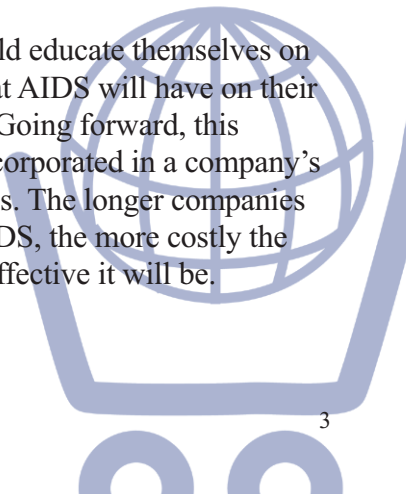 ld educate themselves on
at AIDS will have on their
Going forward, this
corporated in a company's
s. The longer companies
DS, the more costly the
ffective it will be.
3